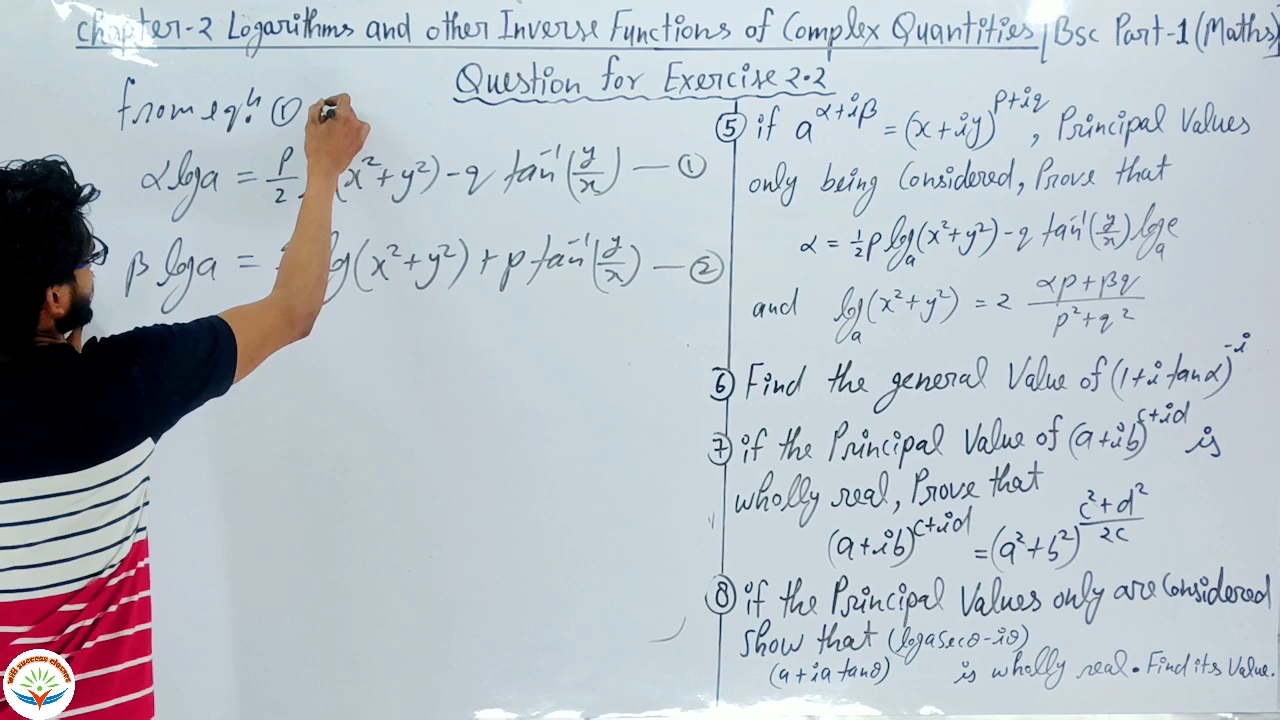 Chapter-2 Logarithms and other Inverse Functions of Complex Quantities / Bsc Part-1 (Maths)
Question for Exercise 2.2
from eqⁿ. ①
α log a = p/2 (x² + y²) - q tan⁻¹(y/x) — ①
β log a = log(x² + y²) + p tan⁻¹(y/x) — ②
⑤ if a^(α+iβ) = (x+iy)^(p+iq), Principal Values
only being Considered, Prove that
α = ½ p log_a (x² + y²) - q tan⁻¹(y/x) log_a e
and log_a (x² + y²) = 2 (αp + βq)/(p² + q²)
⑥ Find the general Value of (1+i tanα)^(-i)
⑦ if the Principal Value of (a+ib)^(c+id) is
wholly real, Prove that
(a+ib)^(c+id) = (a² + b²)^((c² + d²)/2c)
⑧ if the Principal Values only are Considered
show that (a + ia tanθ)^(log a secθ - iθ) is wholly real. Find its Value.
success classes